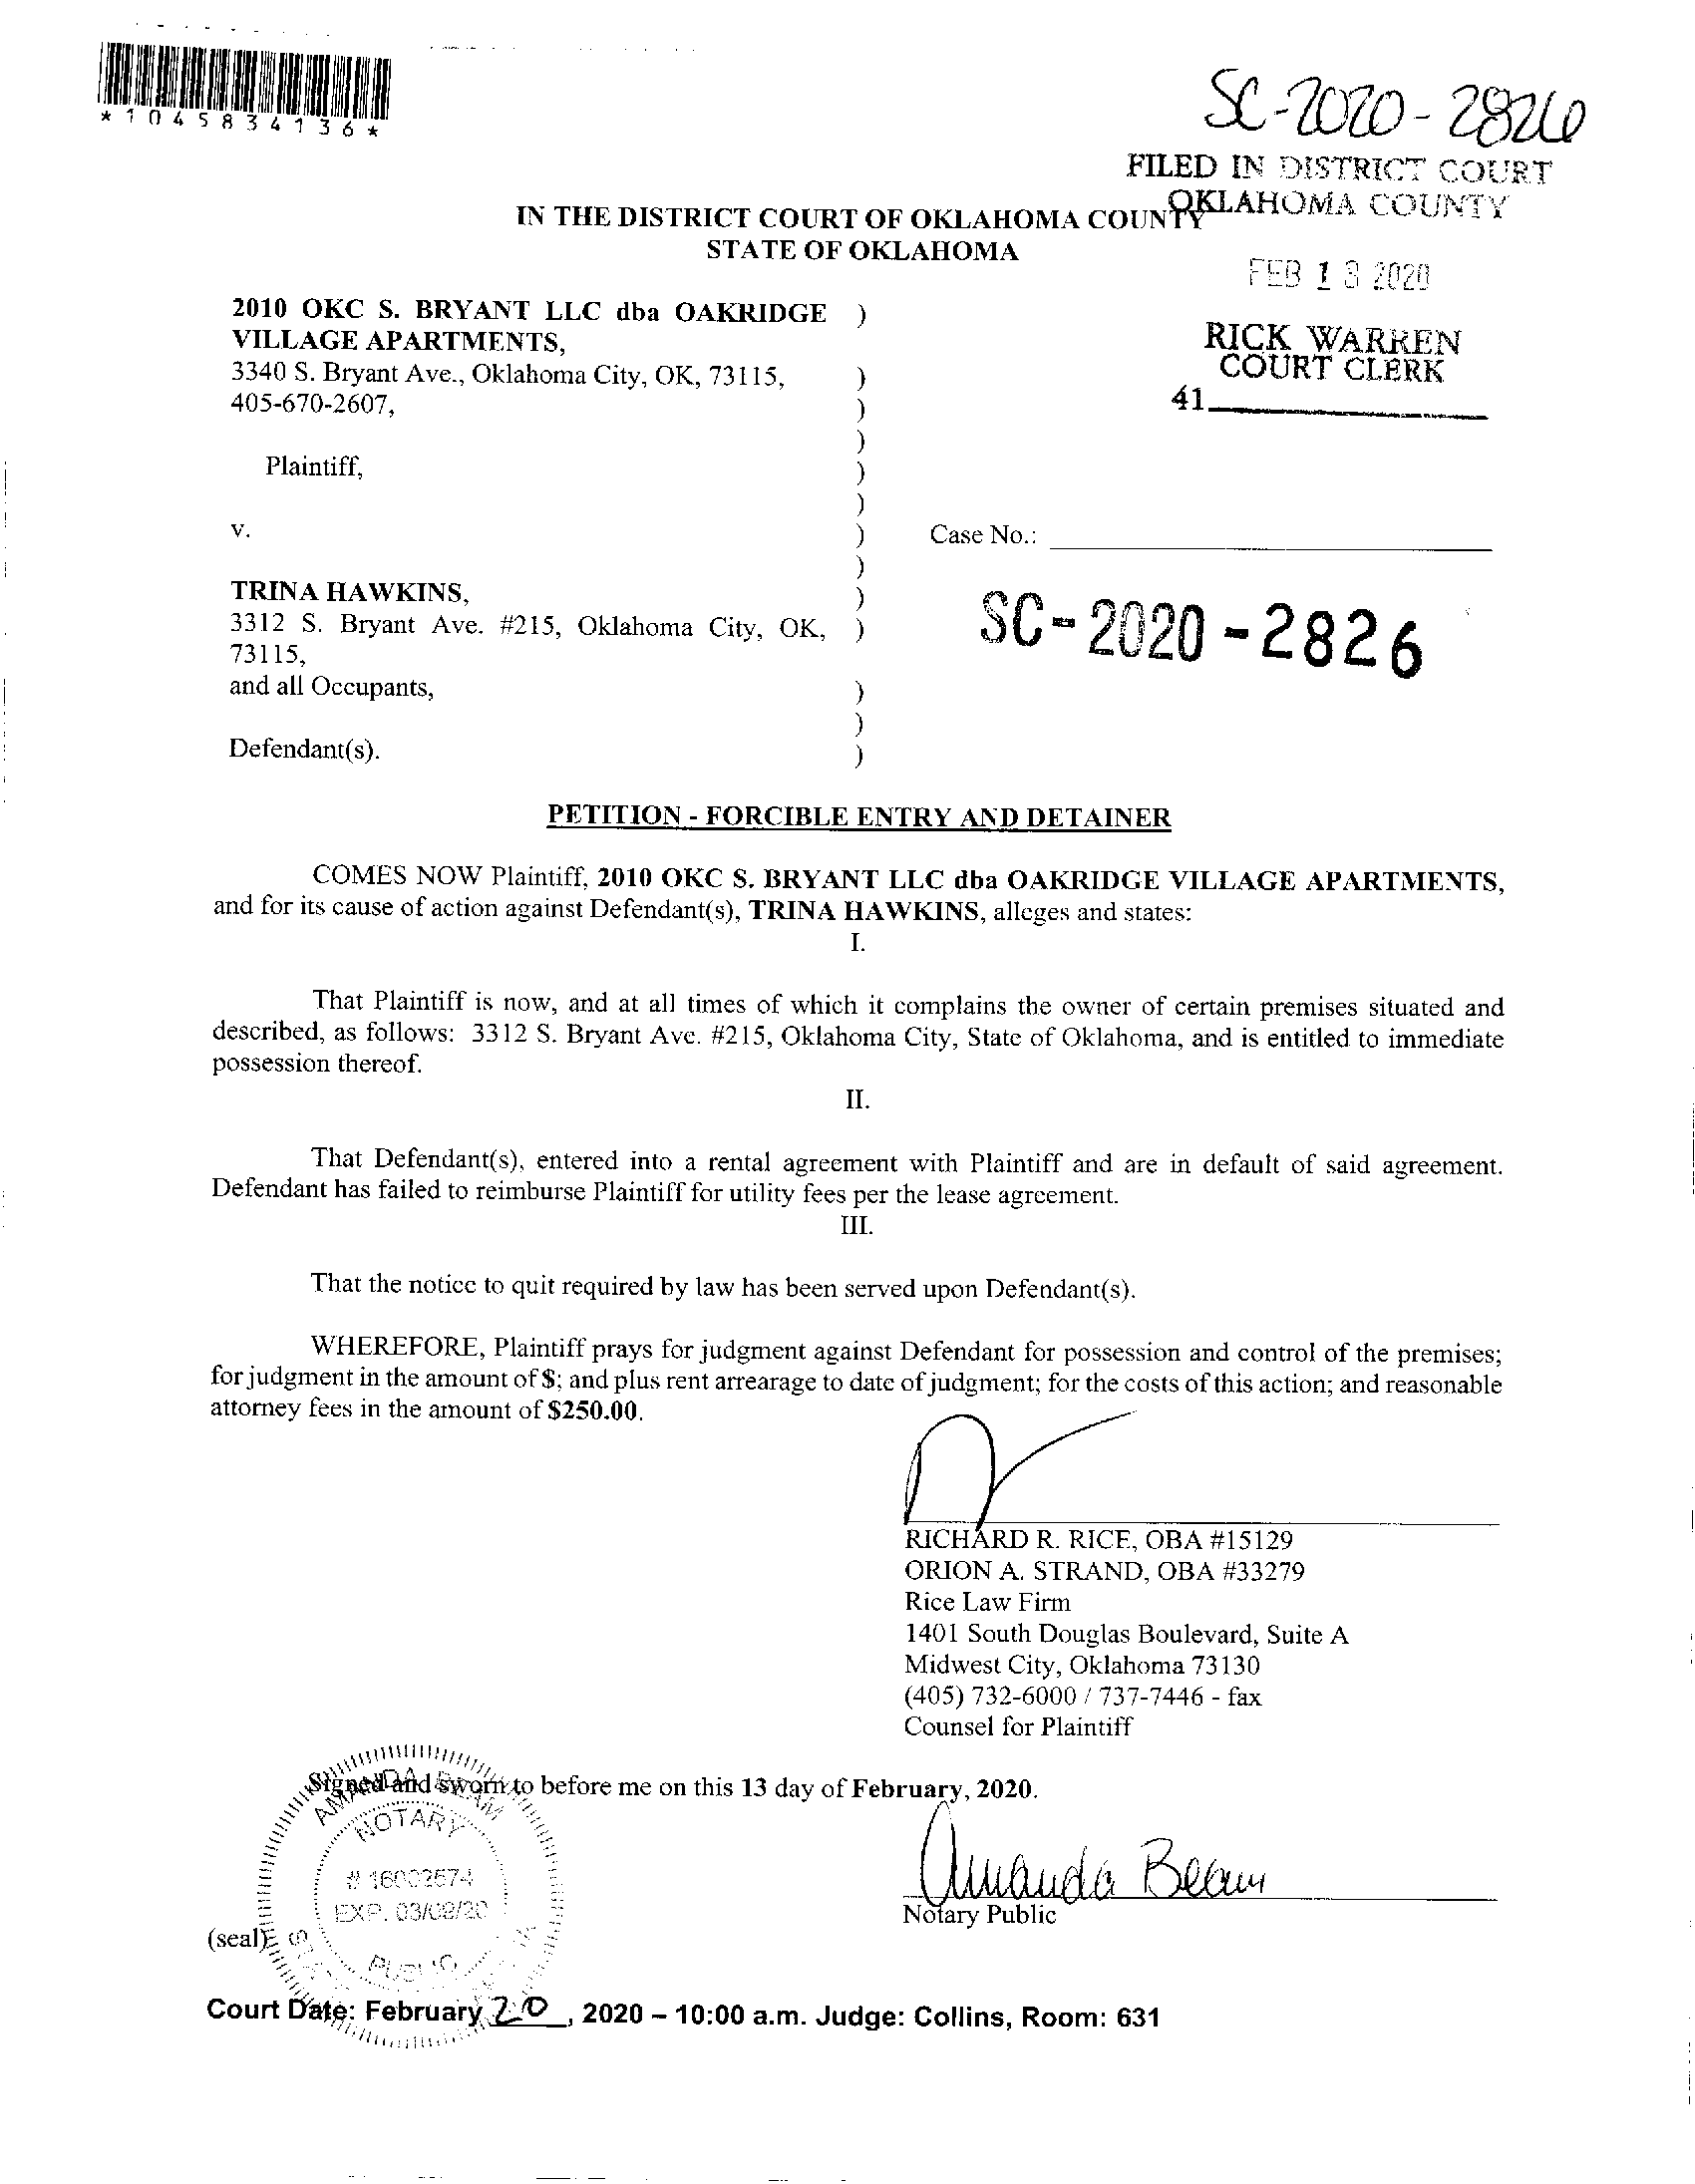 *1045834136*
SC-2020-2826
FILED IN DISTRICT COURT
OKLAHOMA COUNTY
IN THE DISTRICT COURT OF OKLAHOMA COUNTY
STATE OF OKLAHOMA
FEB 13 2020
2010 OKC S. BRYANT LLC dba OAKRIDGE )
VILLAGE APARTMENTS,
3340 S. Bryant Ave., Oklahoma City, OK, 73115, )
405-670-2607, )
)
Plaintiff, )
)
v. )
)
RICK WARREN
COURT CLERK
41
Case No.:
TRINA HAWKINS, )
3312 S. Bryant Ave. #215, Oklahoma City, OK, )
73115,
and all Occupants, )
)
Defendant(s). )
SC-2020-2826
PETITION - FORCIBLE ENTRY AND DETAINER
COMES NOW Plaintiff, 2010 OKC S. BRYANT LLC dba OAKRIDGE VILLAGE APARTMENTS,
and for its cause of action against Defendant(s), TRINA HAWKINS, alleges and states:
I.
That Plaintiff is now, and at all times of which it complains the owner of certain premises situated and
described, as follows: 3312 S. Bryant Ave. #215, Oklahoma City, State of Oklahoma, and is entitled to immediate
possession thereof.
II.
That Defendant(s), entered into a rental agreement with Plaintiff and are in default of said agreement.
Defendant has failed to reimburse Plaintiff for utility fees per the lease agreement.
III.
That the notice to quit required by law has been served upon Defendant(s).
WHEREFORE, Plaintiff prays for judgment against Defendant for possession and control of the premises;
for judgment in the amount of $; and plus rent arrearage to date of judgment; for the costs of this action; and reasonable
attorney fees in the amount of $250.00.
RICHARD R. RICE, OBA #15129
ORION A. STRAND, OBA #33279
Rice Law Firm
1401 South Douglas Boulevard, Suite A
Midwest City, Oklahoma 73130
(405) 732-6000 / 737-7446 - fax
Counsel for Plaintiff
Signed and sworn to before me on this 13 day of February, 2020.
AMANDA BEAM
NOTARY
# 16002674
EXP. 03/08/20
PUBLIC
Amanda Beam
Notary Public
(seal)
Court Date: February 20, 2020 – 10:00 a.m. Judge: Collins, Room: 631